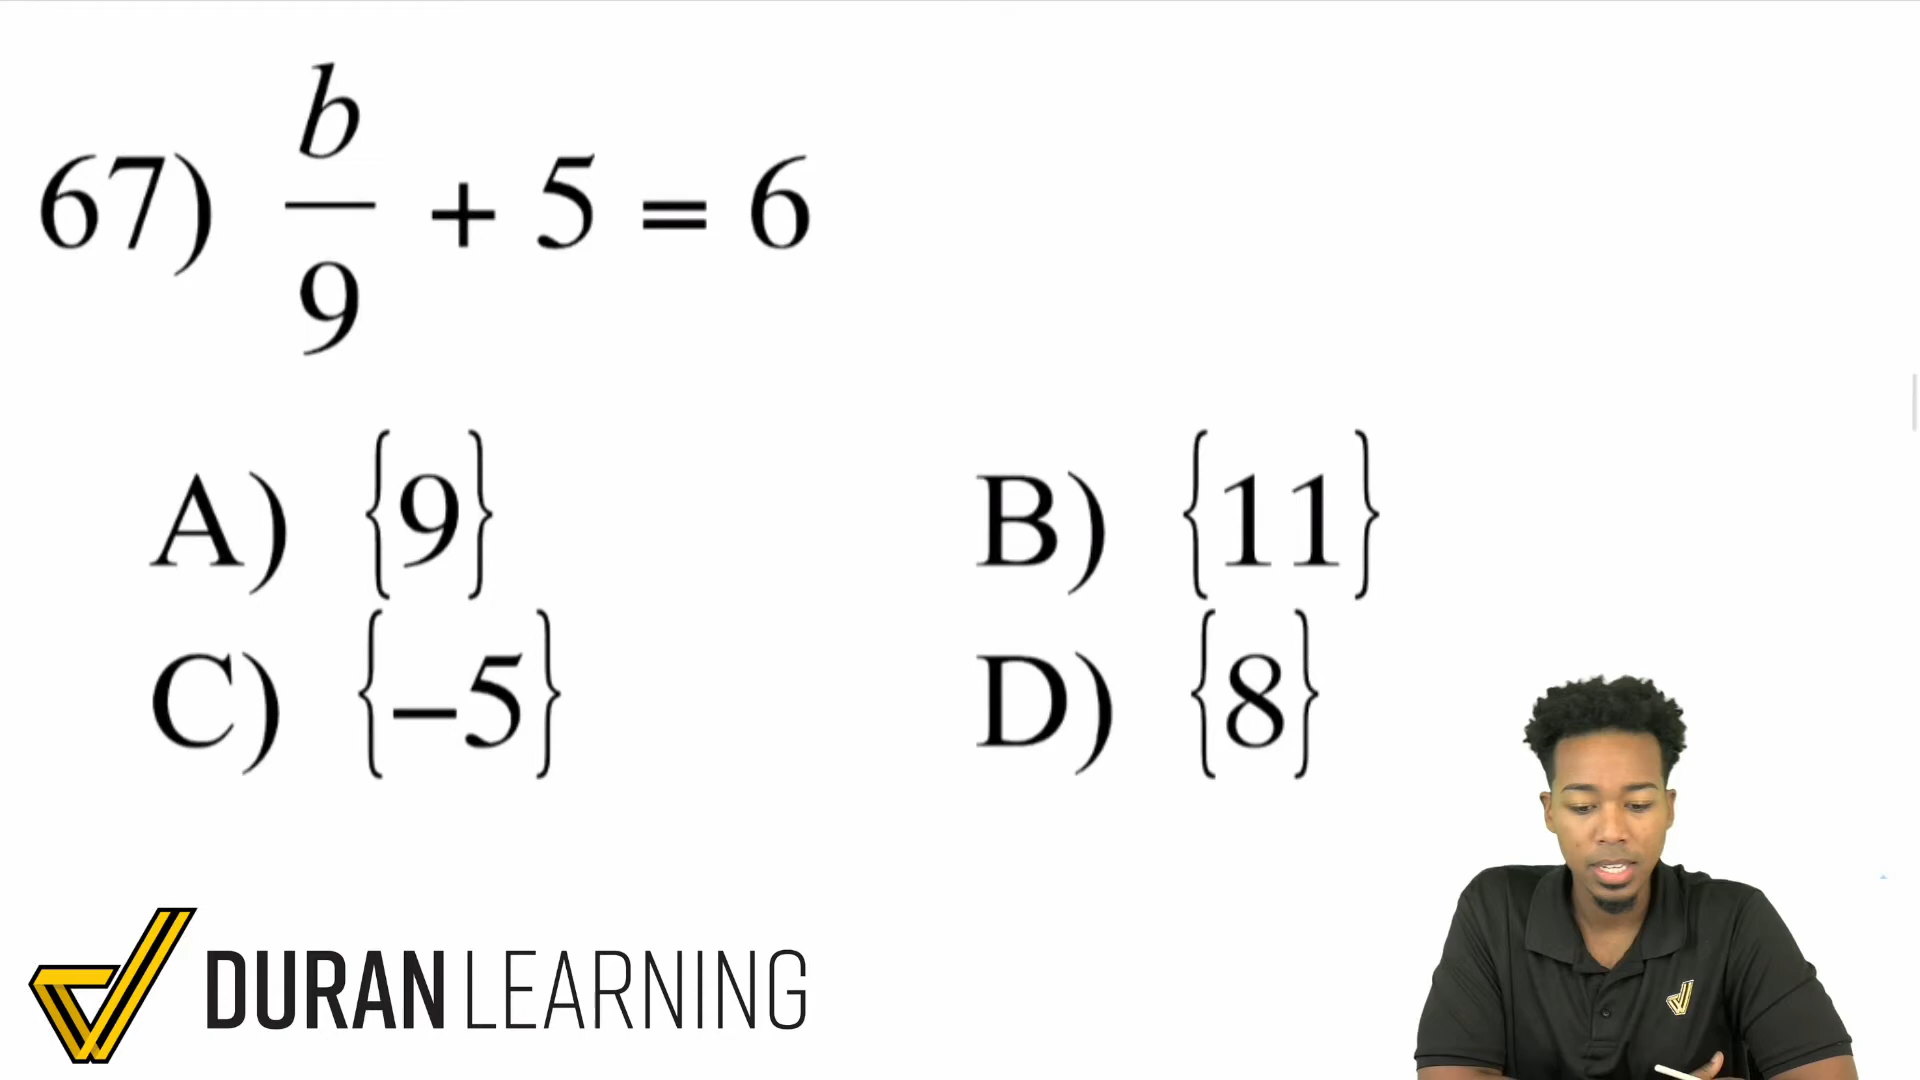 67) b/9 + 5 = 6
A) {9} B) {11}
C) {−5} D) {8}
DURAN LEARNING